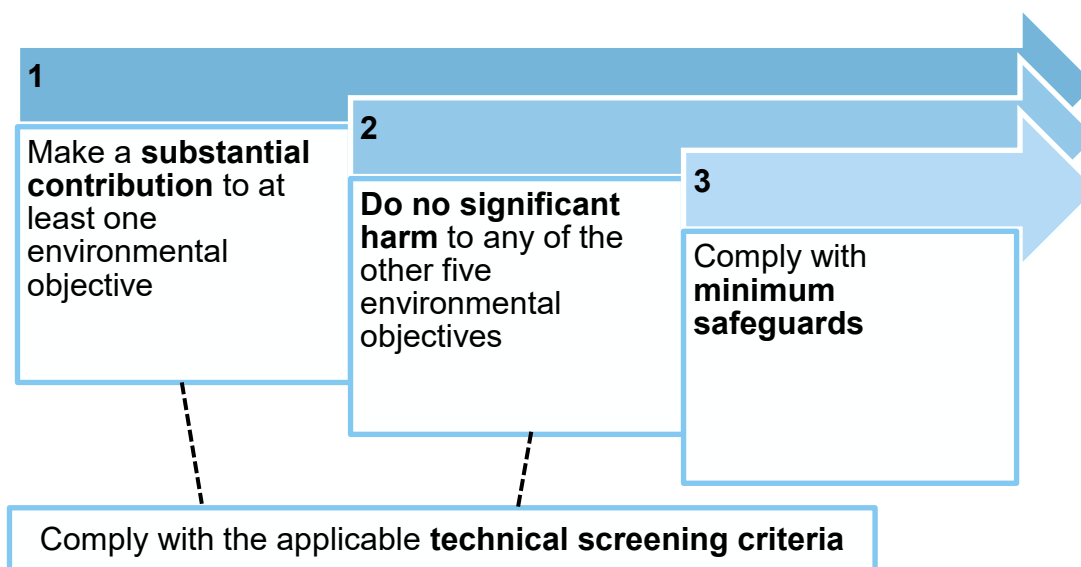 1
Make a substantial
contribution to at
least one
environmental
objective
2
Do no significant
harm to any of the
other five
environmental
objectives
3
Comply with
minimum
safeguards
Comply with the applicable technical screening criteria